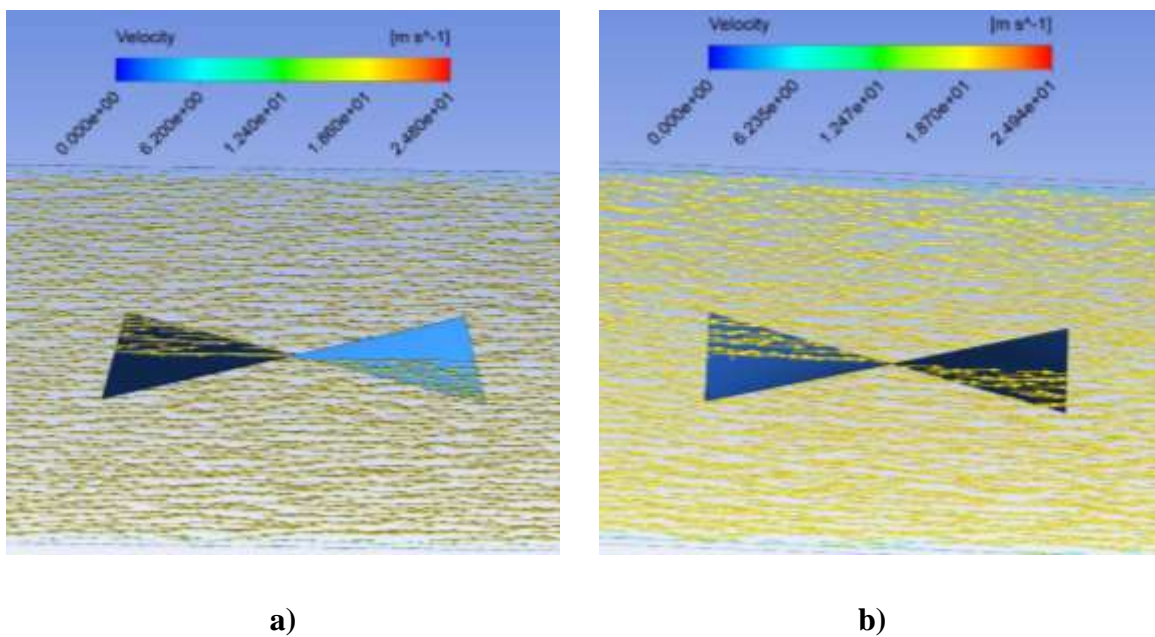 Velocity [m s^-1]
0.000e+00
6.200e+00
1.240e+01
1.860e+01
2.480e+01
Velocity [m s^-1]
0.000e+00
6.235e+00
1.247e+01
1.870e+01
2.494e+01
a)
b)